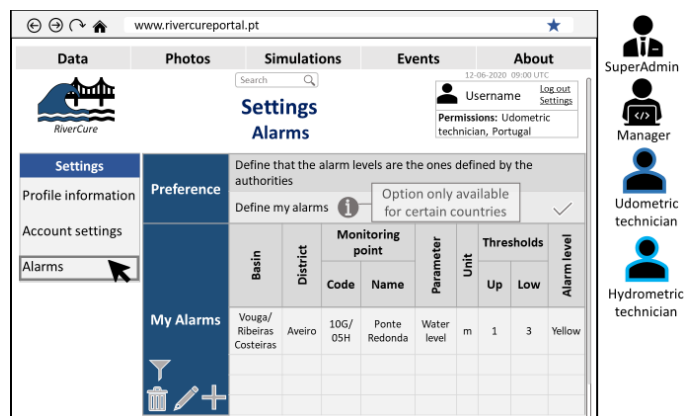 www.rivercureportal.pt
Data Photos Simulations Events About
12-06-2020 09:00 UTC
Search
RiverCure
Settings
Alarms
Username
Log out
Settings
Permissions: Udometric
technician, Portugal
Settings
Profile information
Account settings
Alarms
Preference
Define that the alarm levels are the ones defined by the
authorities
Define my alarms
Option only available
for certain countries
My Alarms
Basin
District
Monitoring
point
Code
Name
Parameter
Unit
Thresholds
Up
Low
Alarm level
Vouga/
Ribeiras
Costeiras
Aveiro
10G/
05H
Ponte
Redonda
Water
level
m
1
3
Yellow
SuperAdmin
Manager
Udometric
technician
Hydrometric
technician